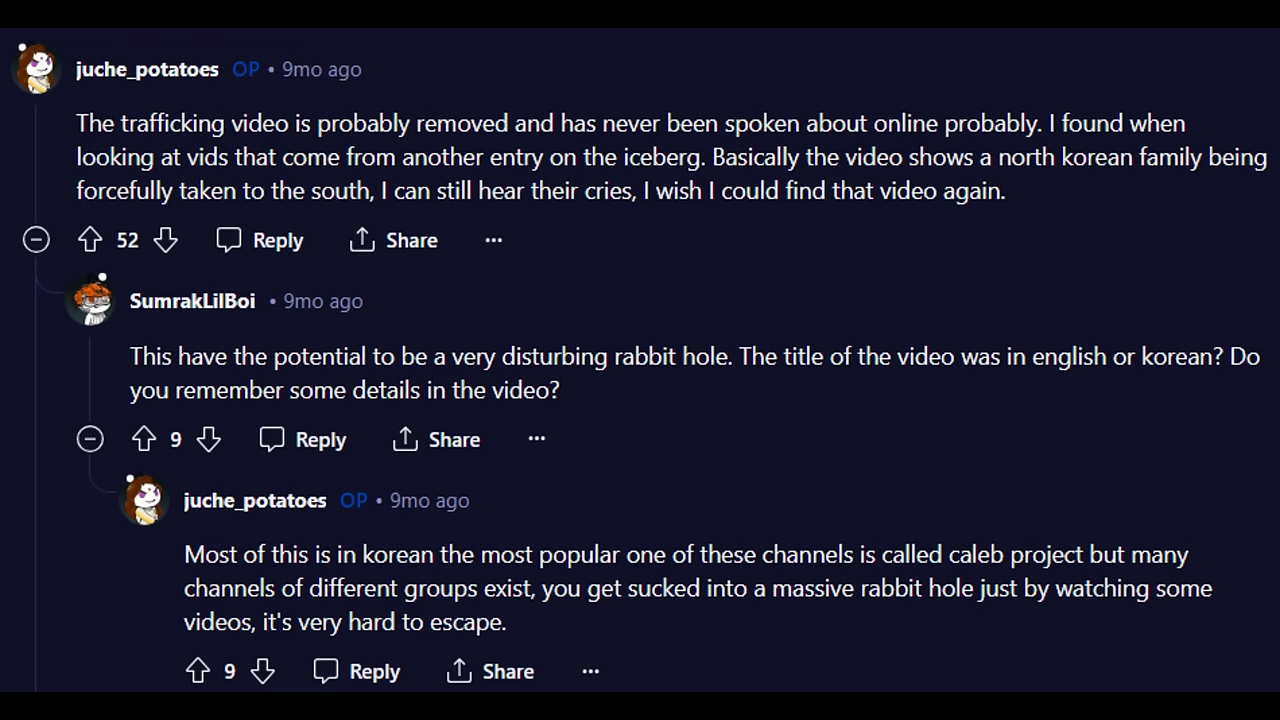 juche_potatoes OP • 9mo ago
The trafficking video is probably removed and has never been spoken about online probably. I found when
looking at vids that come from another entry on the iceberg. Basically the video shows a north korean family being
forcefully taken to the south, I can still hear their cries, I wish I could find that video again.
52 Reply Share ...
SumrakLilBoi • 9mo ago
This have the potential to be a very disturbing rabbit hole. The title of the video was in english or korean? Do
you remember some details in the video?
9 Reply Share ...
juche_potatoes OP • 9mo ago
Most of this is in korean the most popular one of these channels is called caleb project but many
channels of different groups exist, you get sucked into a massive rabbit hole just by watching some
videos, it's very hard to escape.
9 Reply Share ...